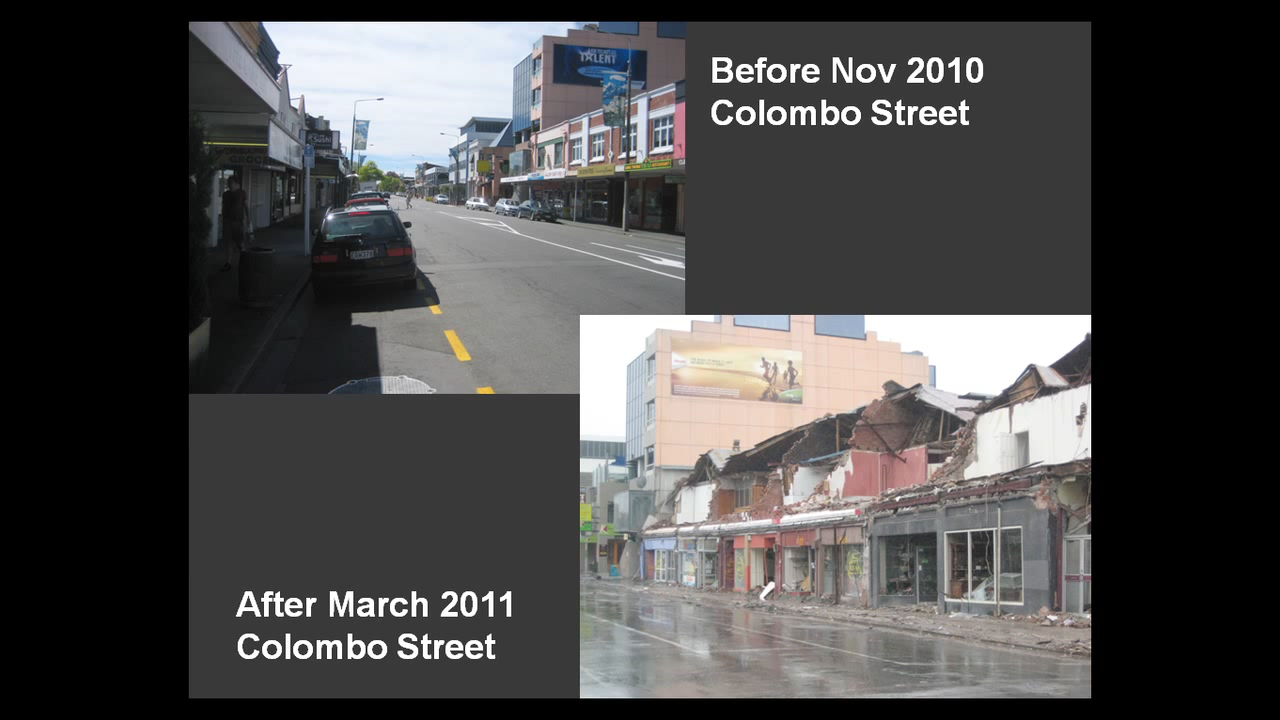 Before Nov 2010
Colombo Street
TALENT
After March 2011
Colombo Street